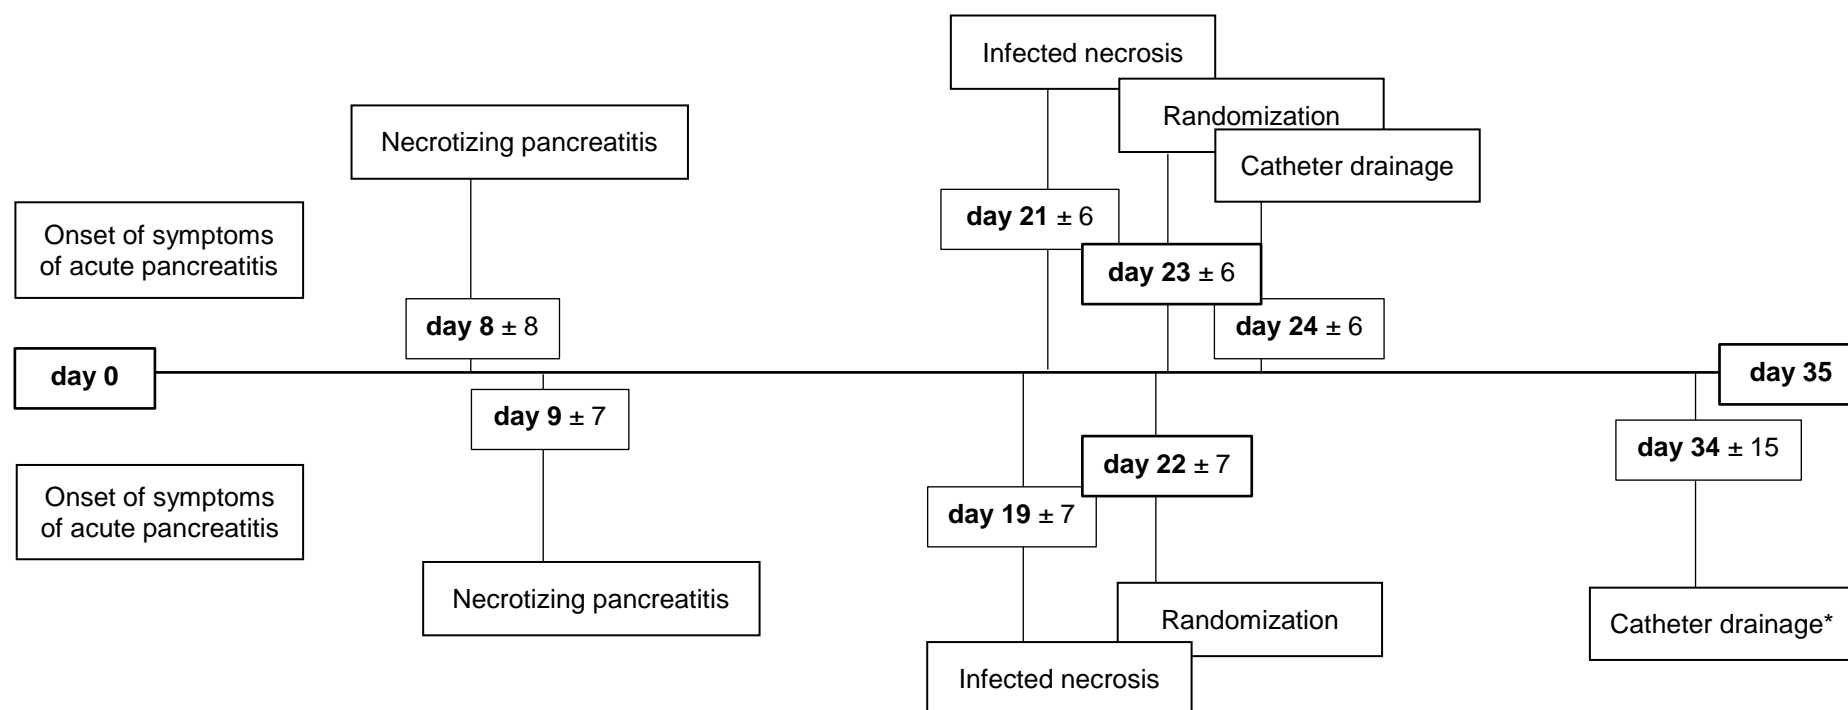 Infected necrosis
Randomization
Necrotizing pancreatitis
Catheter drainage
day 21 ± 6
Onset of symptoms
of acute pancreatitis
day 23 ± 6
day 8 ± 8
day 24 ± 6
day 0
day 35
day 9 ± 7
day 34 ± 15
day 22 ± 7
Onset of symptoms
of acute pancreatitis
day 19 ± 7
Necrotizing pancreatitis
Randomization
Catheter drainage*
Infected necrosis